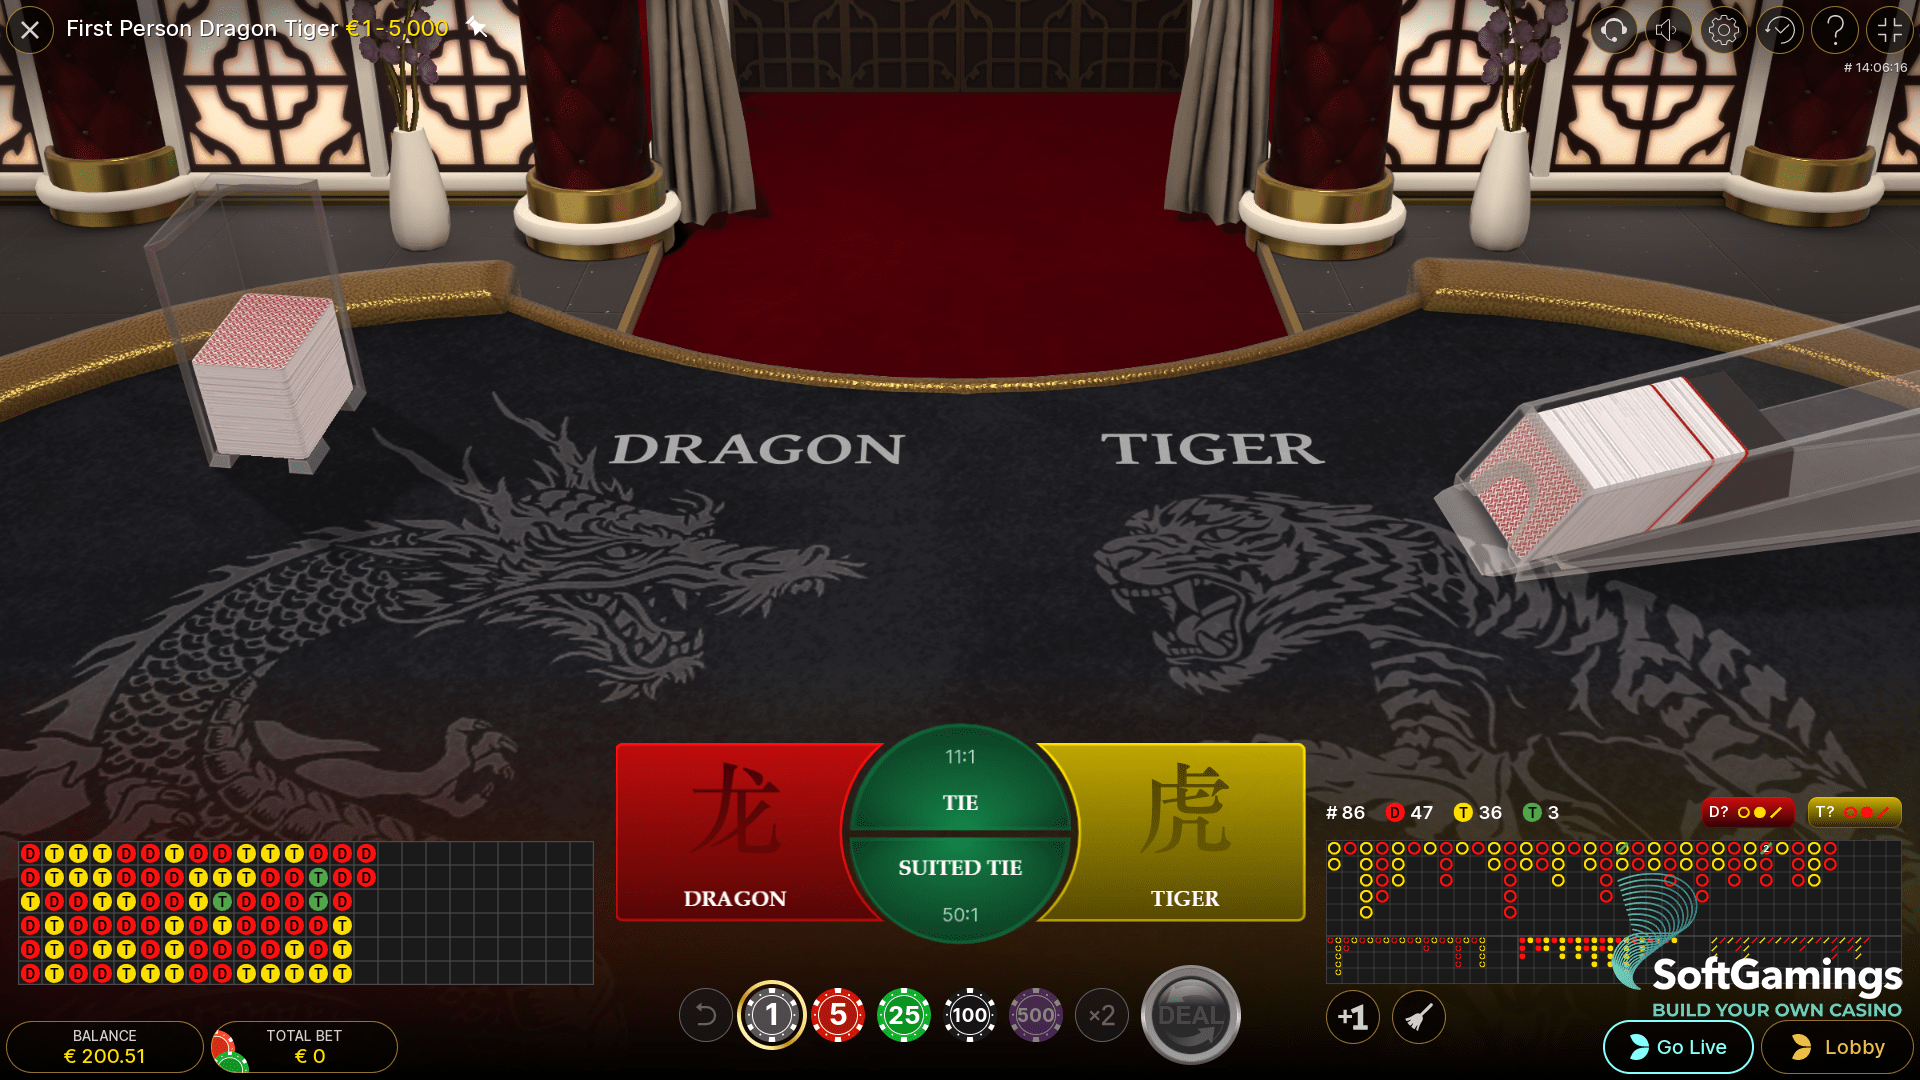 First Person Dragon Tiger €1-5,000
# 14:06:16
DRAGON TIGER
龙
DRAGON
11:1
TIE
SUITED TIE
50:1
虎
TIGER
# 86 D 47 T 36 T 3
D? T?
D T T T D D T D D T T T D D D
D T T T D D D T T T D D T D D
T D D T T D D T T D D D T D
D T D D D D T D T D D D D T
D T D T T D T D D D D T D T
D T D D T T T D D T T T T T
2
SoftGamings
BUILD YOUR OWN CASINO
1 5 25 100 500 ×2 DEAL +1
BALANCE
€ 200.51
TOTAL BET
€ 0
Go Live
Lobby